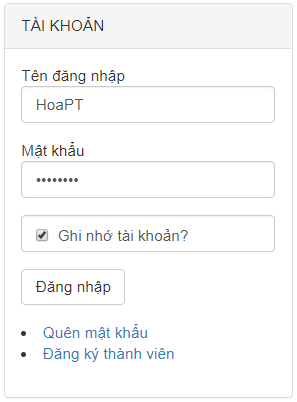 TÀI KHOẢN
Tên đăng nhập
HoaPT
Mật khẩu
••••••••
Ghi nhớ tài khoản?
Đăng nhập
Quên mật khẩu
Đăng ký thành viên